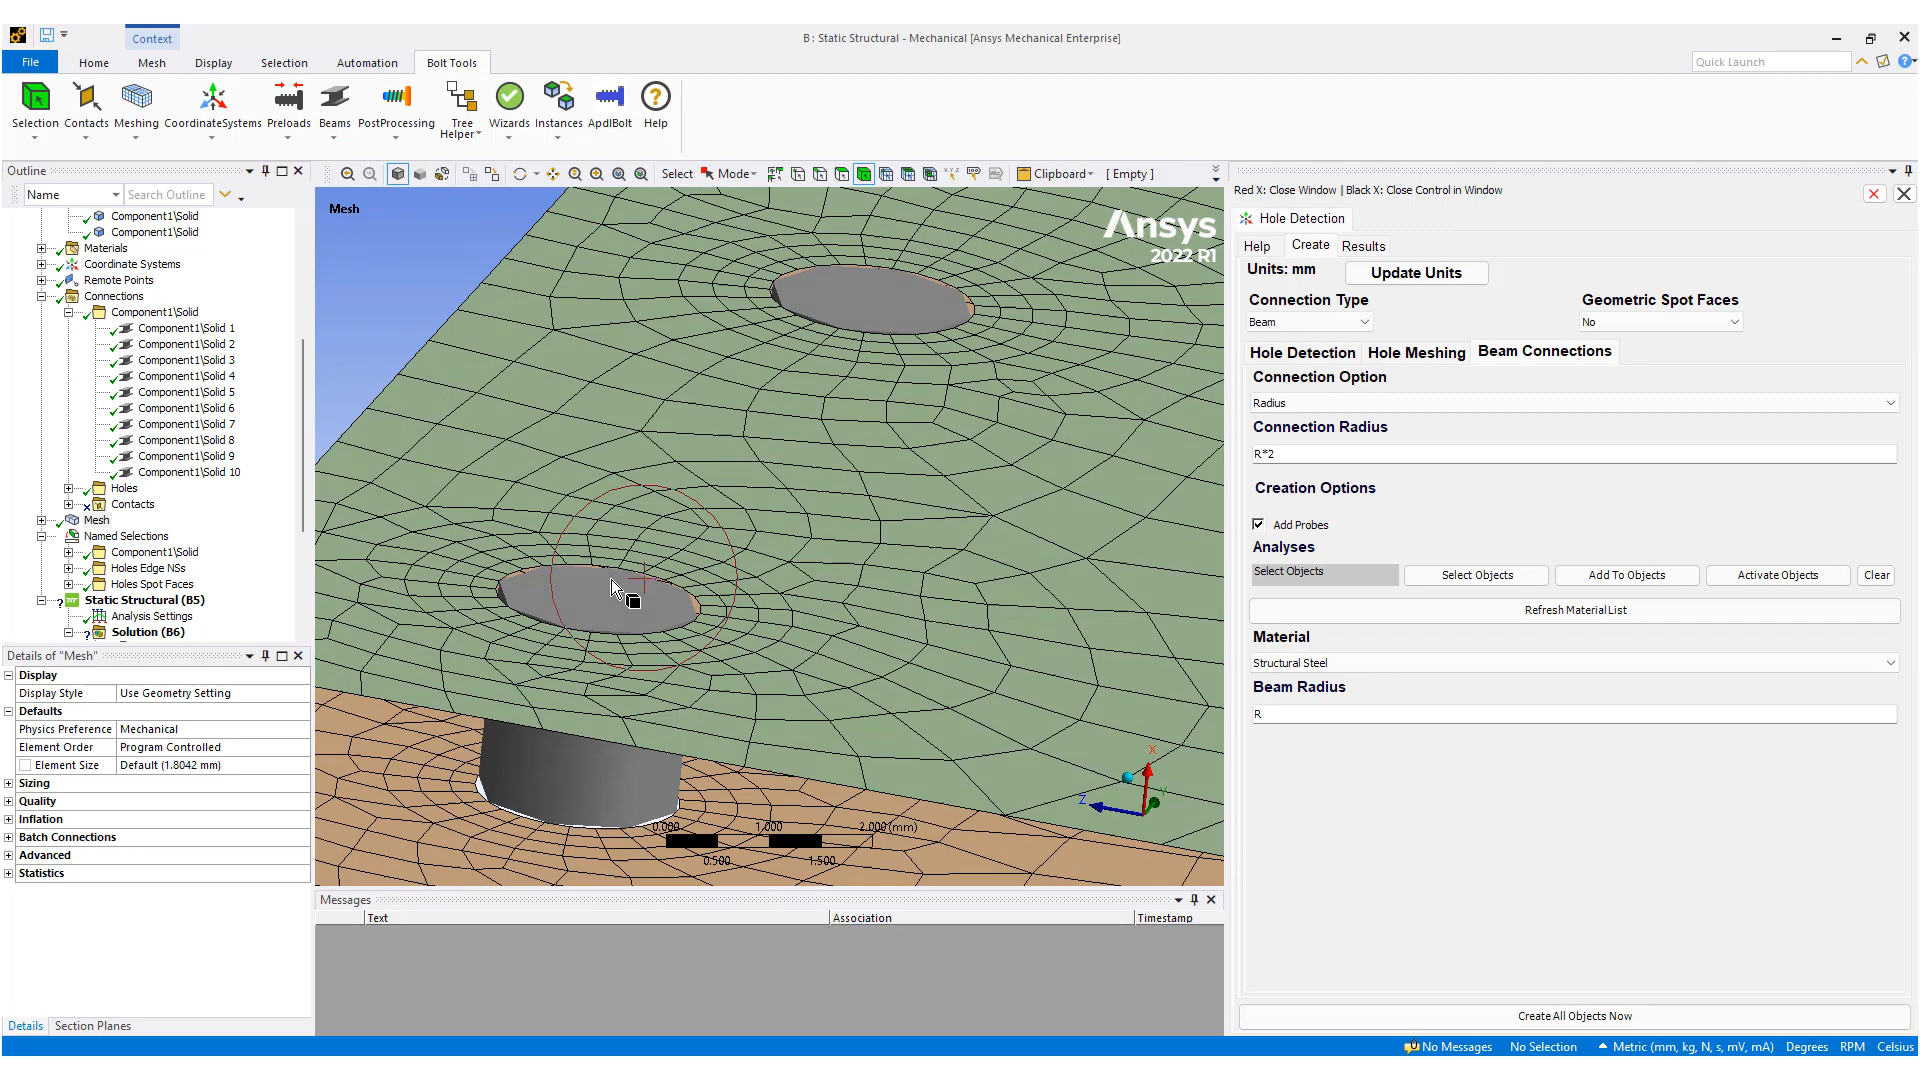 Context
B : Static Structural - Mechanical [Ansys Mechanical Enterprise]
File
Home
Mesh
Display
Selection
Automation
Bolt Tools
Quick Launch
Selection
Contacts
Meshing
CoordinateSystems
Preloads
Beams
PostProcessing
Tree
Helper
Wizards
Instances
ApdlBolt
Help
Outline
Name
Search Outline
Component1\Solid
Component1\Solid
Materials
Coordinate Systems
Remote Points
Connections
Component1\Solid
Component1\Solid 1
Component1\Solid 2
Component1\Solid 3
Component1\Solid 4
Component1\Solid 5
Component1\Solid 6
Component1\Solid 7
Component1\Solid 8
Component1\Solid 9
Component1\Solid 10
Holes
Contacts
Mesh
Named Selections
Component1\Solid
Holes Edge NSs
Holes Spot Faces
Static Structural (B5)
Analysis Settings
Solution (B6)
Details of "Mesh"
Display
Display Style
Use Geometry Setting
Defaults
Physics Preference
Mechanical
Element Order
Program Controlled
Element Size
Default (1.8042 mm)
Sizing
Quality
Inflation
Batch Connections
Advanced
Statistics
Details
Section Planes
Select
Mode
Clipboard
[ Empty ]
Mesh
Ansys
2022 R1
X
Y
Z
0.000
1.000
2.000 (mm)
0.500
1.500
Messages
Text
Association
Timestamp
Red X: Close Window | Black X: Close Control in Window
Hole Detection
Help
Create
Results
Units: mm
Update Units
Connection Type
Geometric Spot Faces
Beam
No
Hole Detection
Hole Meshing
Beam Connections
Connection Option
Radius
Connection Radius
R*2
Creation Options
Add Probes
Analyses
Select Objects
Select Objects
Add To Objects
Activate Objects
Clear
Refresh Material List
Material
Structural Steel
Beam Radius
R
Create All Objects Now
No Messages
No Selection
Metric (mm, kg, N, s, mV, mA)
Degrees
RPM
Celsius